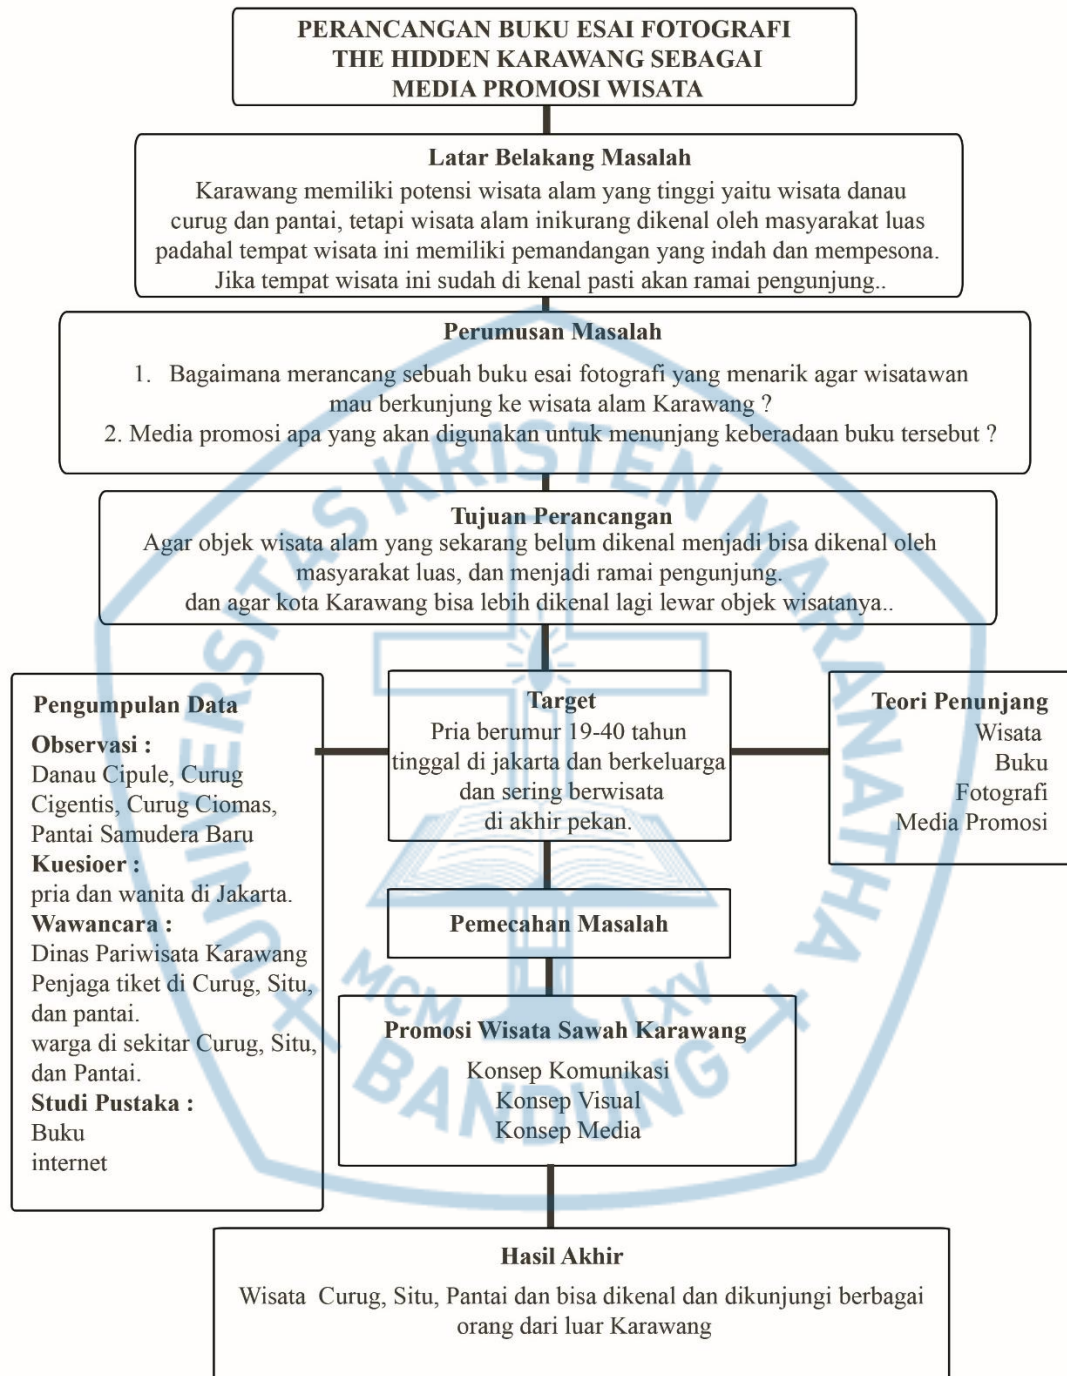 PERANCANGAN BUKU ESAI FOTOGRAFI
THE HIDDEN KARAWANG SEBAGAI
MEDIA PROMOSI WISATA
Latar Belakang Masalah
Karawang memiliki potensi wisata alam yang tinggi yaitu wisata danau
curug dan pantai, tetapi wisata alam inikurang dikenal oleh masyarakat luas
padahal tempat wisata ini memiliki pemandangan yang indah dan mempesona.
Jika tempat wisata ini sudah di kenal pasti akan ramai pengunjung..
Perumusan Masalah
1. Bagaimana merancang sebuah buku esai fotografi yang menarik agar wisatawan
mau berkunjung ke wisata alam Karawang ?
2. Media promosi apa yang akan digunakan untuk menunjang keberadaan buku tersebut ?
Tujuan Perancangan
Agar objek wisata alam yang sekarang belum dikenal menjadi bisa dikenal oleh
masyarakat luas, dan menjadi ramai pengunjung.
dan agar kota Karawang bisa lebih dikenal lagi lewar objek wisatanya..
Pengumpulan Data
Observasi :
Danau Cipule, Curug
Cigentis, Curug Ciomas,
Pantai Samudera Baru
Kuesioer :
pria dan wanita di Jakarta.
Wawancara :
Dinas Pariwisata Karawang
Penjaga tiket di Curug, Situ,
dan pantai.
warga di sekitar Curug, Situ,
dan Pantai.
Studi Pustaka :
Buku
internet
Target
Pria berumur 19-40 tahun
tinggal di jakarta dan berkeluarga
dan sering berwisata
di akhir pekan.
Teori Penunjang
Wisata
Buku
Fotografi
Media Promosi
Pemecahan Masalah
Promosi Wisata Sawah Karawang
Konsep Komunikasi
Konsep Visual
Konsep Media
Hasil Akhir
Wisata  Curug, Situ, Pantai dan bisa dikenal dan dikunjungi berbagai
orang dari luar Karawang
UNIVERSITAS KRISTEN MARANATHA
MCM LXV
BANDUNG